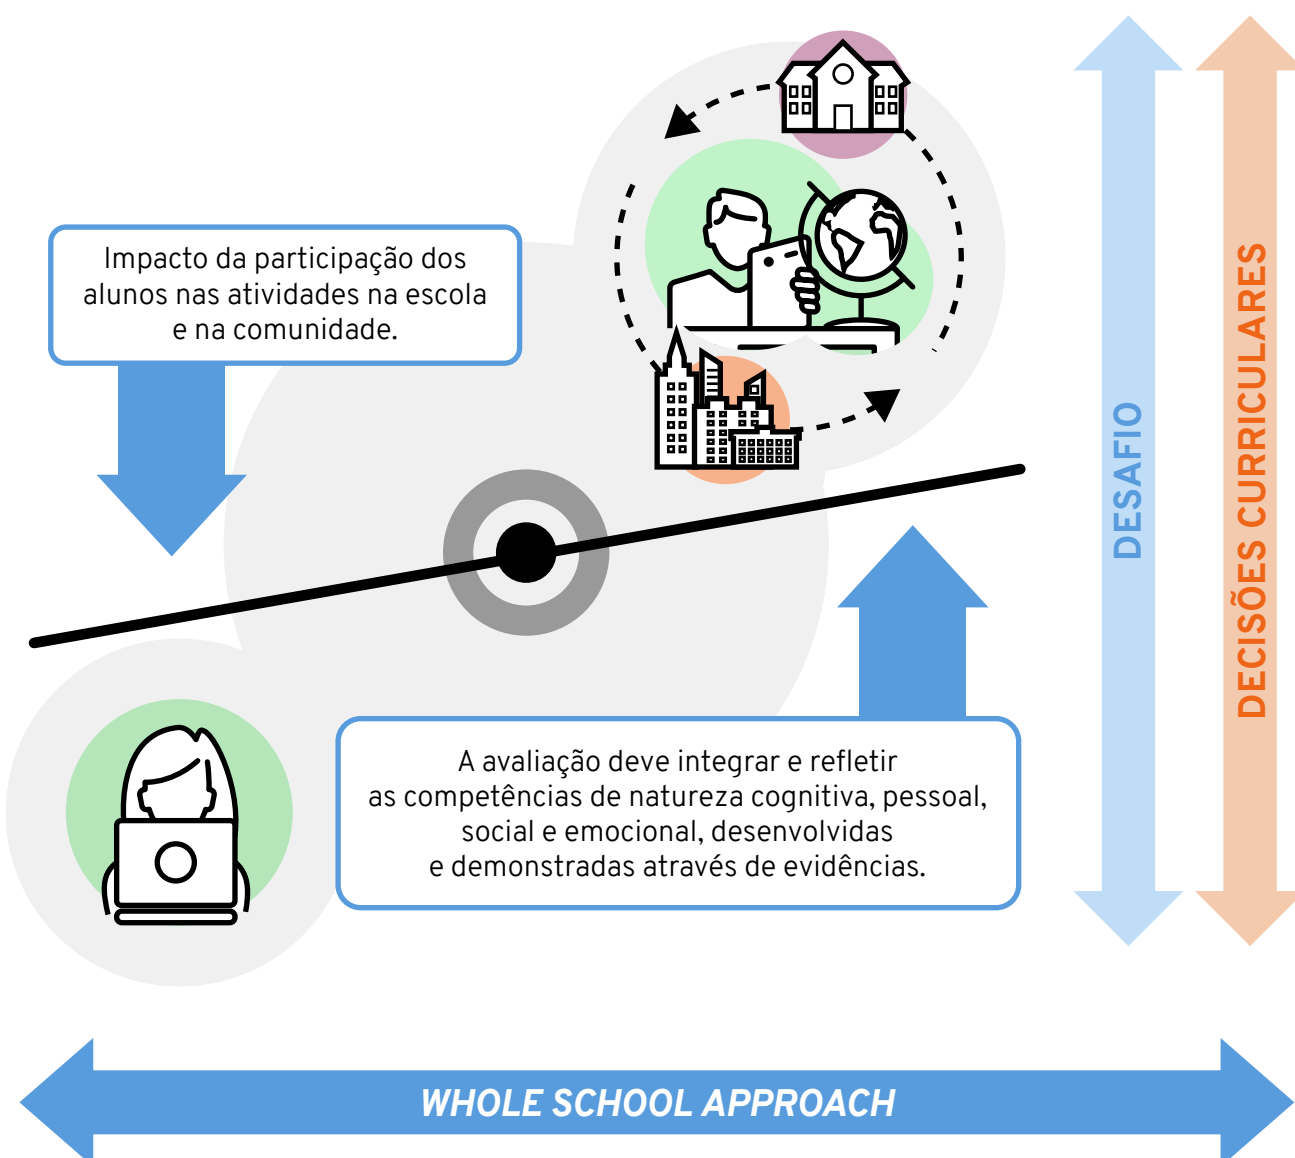 Impacto da participação dos
alunos nas atividades na escola
e na comunidade.
A avaliação deve integrar e refletir
as competências de natureza cognitiva, pessoal,
social e emocional, desenvolvidas
e demonstradas através de evidências.
DESAFIO
DECISÕES CURRICULARES
WHOLE SCHOOL APPROACH